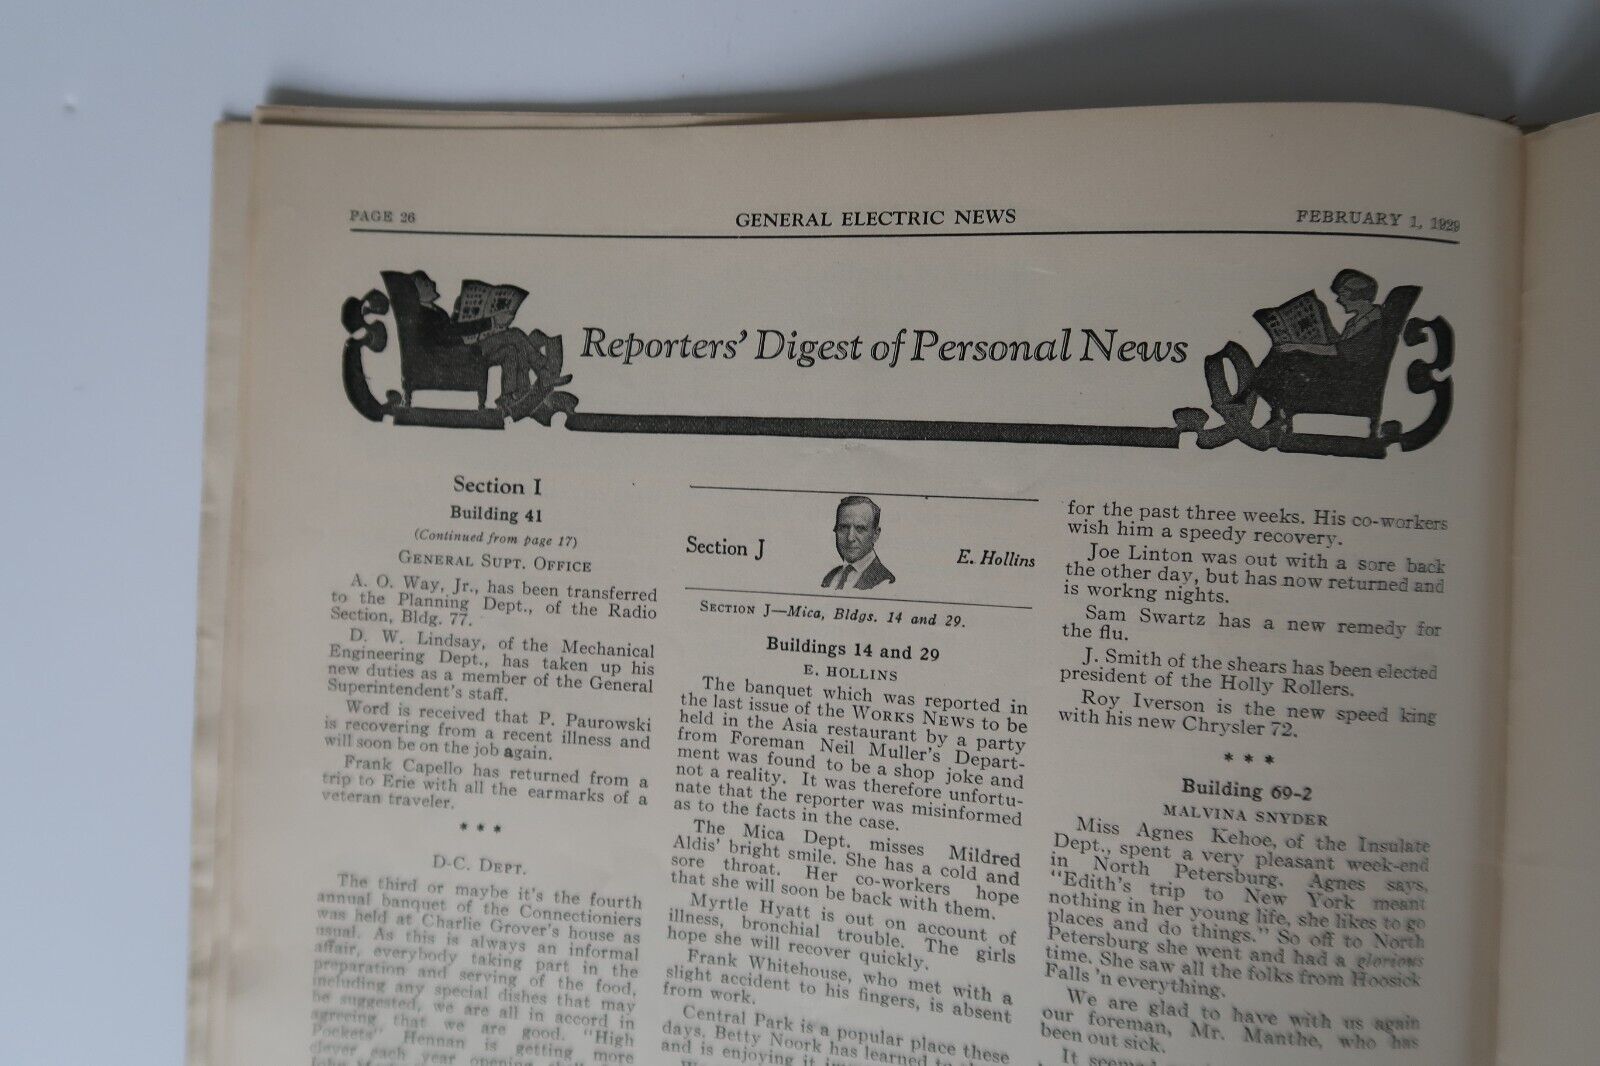 PAGE 26
GENERAL ELECTRIC NEWS
FEBRUARY 1, 1929
Reporters' Digest of Personal News
Section I
Building 41
(Continued from page 17)
GENERAL SUPT. OFFICE
A. O. Way, Jr., has been transferred
to the Planning Dept., of the Radio
Section, Bldg. 77.
D. W. Lindsay, of the Mechanical
Engineering Dept., has taken up his
new duties as a member of the General
Superintendent's staff.
Word is received that P. Paurowski
is recovering from a recent illness and
will soon be on the job again.
Frank Capello has returned from a
trip to Erie with all the earmarks of a
veteran traveler.
* * *
D-C. DEPT.
The third or maybe it's the fourth
annual banquet of the Connectioniers
was held at Charlie Grover's house as
usual. As this is always an informal
affair, everybody taking part in the
preparation and serving of the food,
including any special dishes that may
be suggested, we are all in accord in
agreeing that we are good. "High
Pockets" Hennan is getting more
clever each year opening
Section J
E. Hollins
SECTION J—Mica, Bldgs. 14 and 29.
Buildings 14 and 29
E. HOLLINS
The banquet which was reported in
the last issue of the WORKS NEWS to be
held in the Asia restaurant by a party
from Foreman Neil Muller's Depart-
ment was found to be a shop joke and
not a reality. It was therefore unfortu-
nate that the reporter was misinformed
as to the facts in the case.
The Mica Dept. misses Mildred
Aldis' bright smile. She has a cold and
sore throat. Her co-workers hope
that she will soon be back with them.
Myrtle Hyatt is out on account of
illness, bronchial trouble. The girls
hope she will recover quickly.
Frank Whitehouse, who met with a
slight accident to his fingers, is absent
from work.
Central Park is a popular place these
days. Betty Noork has learned to
and is enjoying it
for the past three weeks. His co-workers
wish him a speedy recovery.
Joe Linton was out with a sore back
the other day, but has now returned and
is workng nights.
Sam Swartz has a new remedy for
the flu.
J. Smith of the shears has been elected
president of the Holly Rollers.
Roy Iverson is the new speed king
with his new Chrysler 72.
* * *
Building 69-2
MALVINA SNYDER
Miss Agnes Kehoe, of the Insulate
Dept., spent a very pleasant week-end
in North Petersburg. Agnes says,
"Edith's trip to New York meant
nothing in her young life, she likes to go
places and do things." So off to North
Petersburg she went and had a glorious
time. She saw all the folks from Hoosick
Falls 'n everything.
We are glad to have with us again
our foreman, Mr. Manthe, who has
been out sick.
It seemed